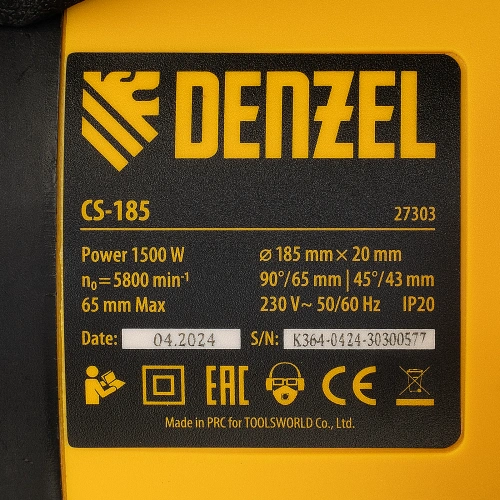 DENZEL
CS-185 27303
Power 1500 W ⌀ 185 mm × 20 mm
n₀=5800 min⁻¹ 90°/65 mm | 45°/43 mm
65 mm Max 230 V~ 50/60 Hz IP20
Date: 04.2024 S/N: K364-0424-30300577
EAC CE
Made in PRC for TOOLSWORLD Co., Ltd.